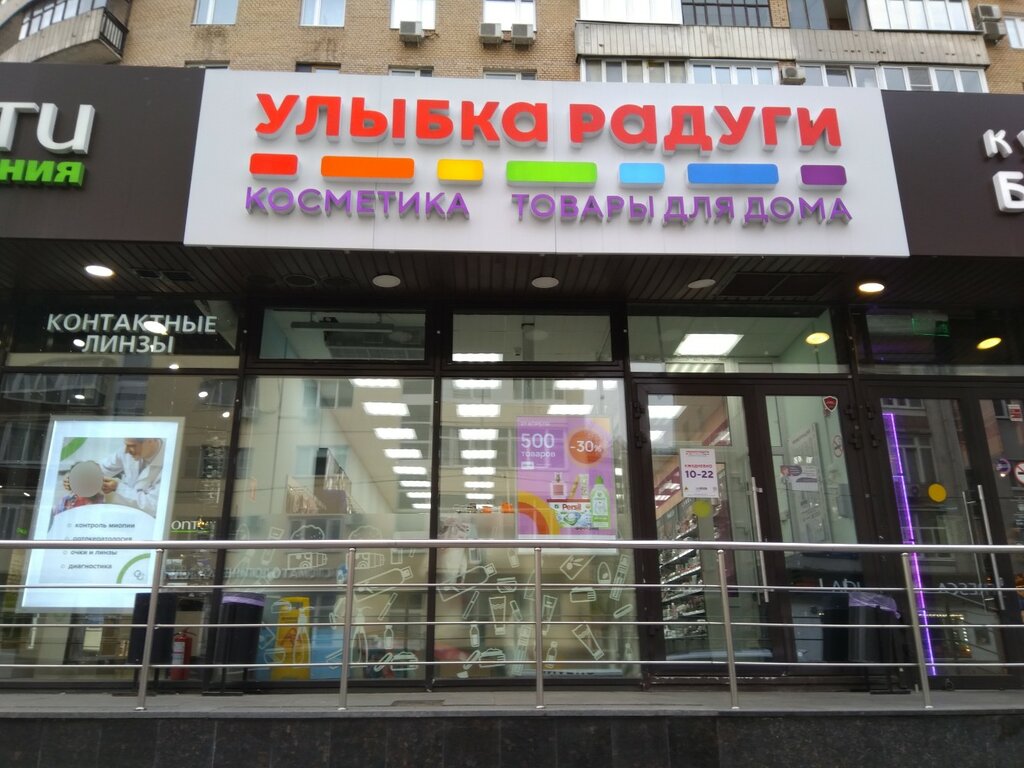 УЛЫБКА РАДУГИ
КОСМЕТИКА ТОВАРЫ ДЛЯ ДОМА
КОНТАКТНЫЕ
ЛИНЗЫ
контроль миопии
ортокератология
очки и линзы
диагностика
500
товаров
-30%
Persil
ЕЖЕДНЕВНО
10-22